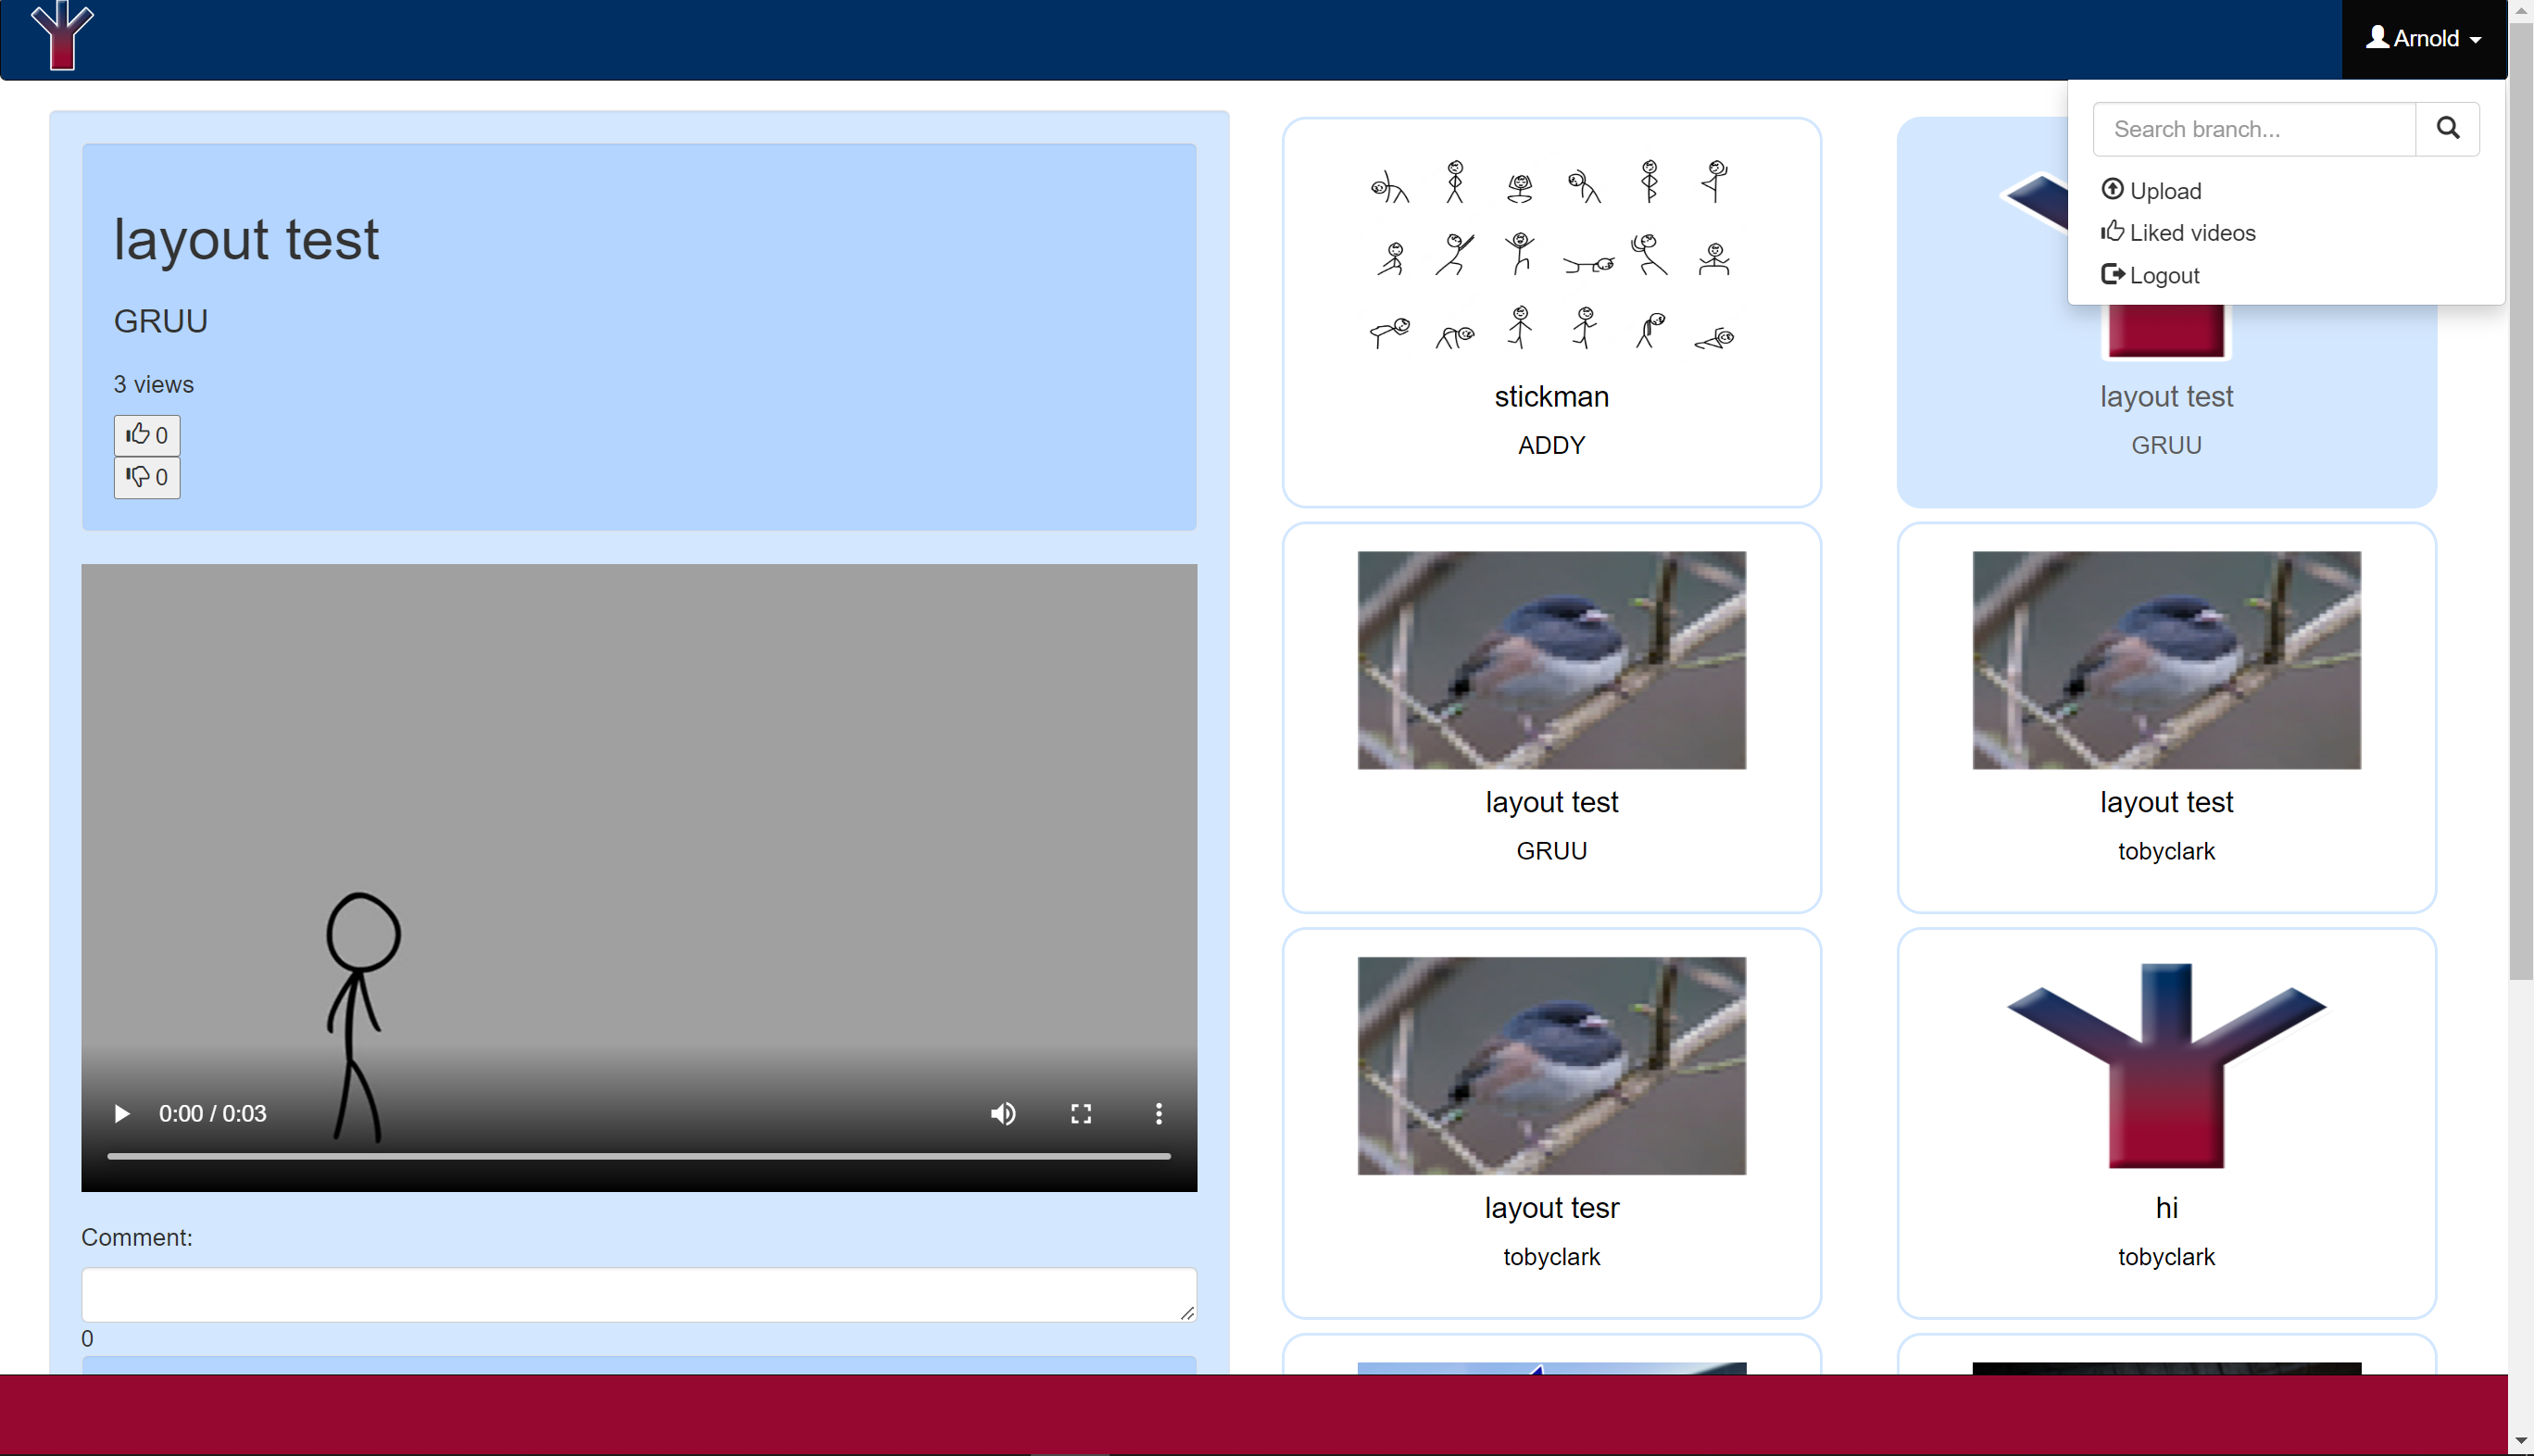 Arnold
Search branch...
Upload
Liked videos
Logout
layout test
GRUU
3 views
0
0
0:00 / 0:03
Comment:
0
stickman
ADDY
layout test
GRUU
layout test
GRUU
layout test
tobyclark
layout tesr
tobyclark
hi
tobyclark